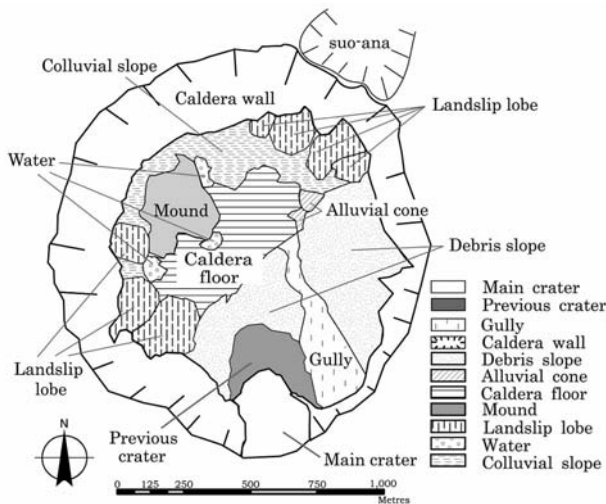 suo-ana
Colluvial slope
Caldera wall
Landslip lobe
Water
Mound
Alluvial cone
Debris slope
Caldera
floor
Main crater
Previous crater
Gully
Caldera wall
Debris slope
Alluvial cone
Caldera floor
Mound
Landslip lobe
Water
Colluvial slope
Gully
Landslip
lobe
Previous
crater
Main crater
N
0 125 250 500 750 1,000
Metres